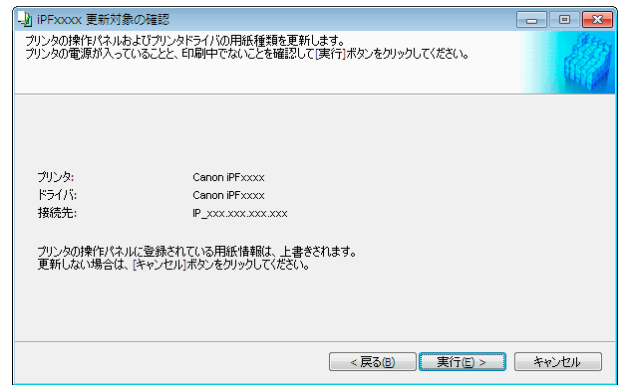 iPFxxxx 更新対象の確認
プリンタの操作パネルおよびプリンタドライバの用紙種類を更新します。
プリンタの電源が入っていることと、印刷中でないことを確認して[実行]ボタンをクリックしてください。
プリンタ: Canon iPFxxxx
ドライバ: Canon iPFxxxx
接続先: IP_xxx.xxx.xxx.xxx
プリンタの操作パネルに登録されている用紙情報は、上書きされます。
更新しない場合は、[キャンセル]ボタンをクリックしてください。
< 戻る(B) 実行(E) > キャンセル